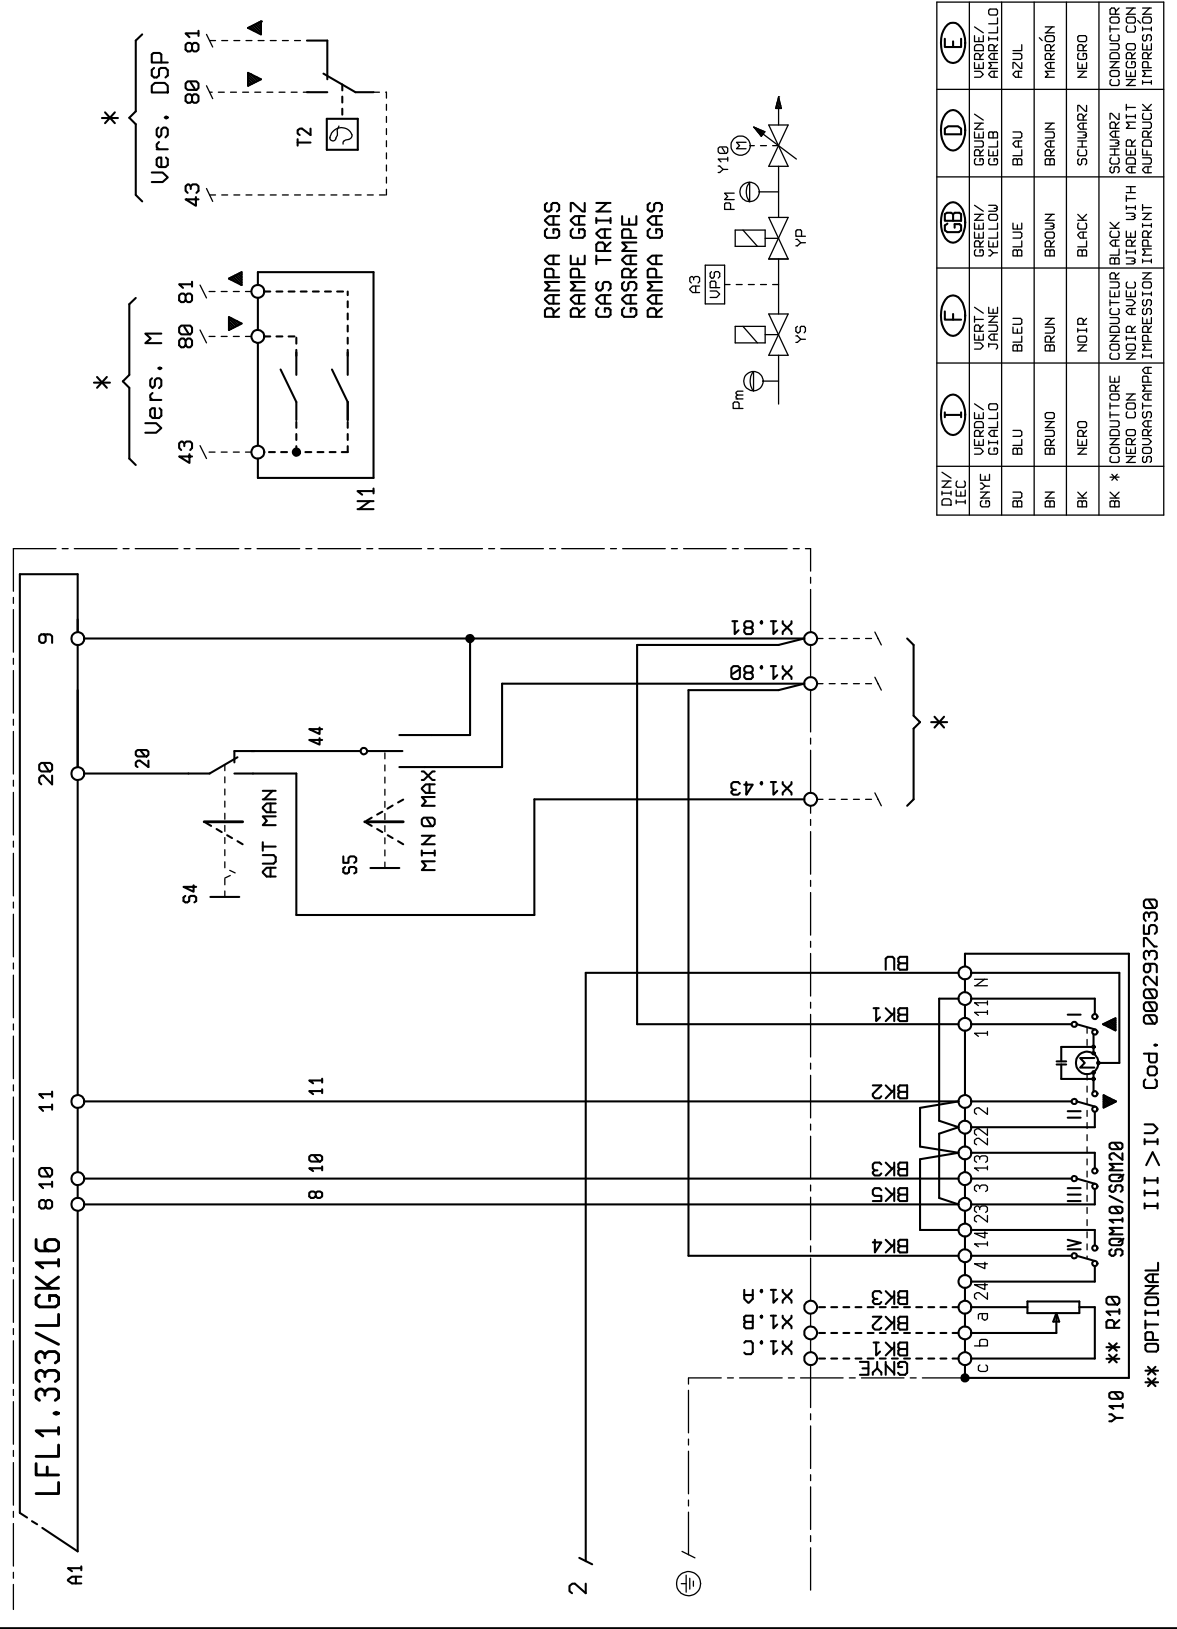 LFL1.333/LGK16
A1
8
10
11
20
9
20
44
S4
AUT MAN
S5
MIN 0 MAX
11
10
8
X1.81
X1.80
X1.43
*
2
BU
BK1
BK2
BK3
BK5
BK4
BK3
BK2
BK1
GNYE
X1.A
X1.B
X1.C
N
11
1
2
22
13
3
23
14
4
24
a
b
c
I
II
III
IV
M
SQM10/SQM20
** R10
Y10
** OPTIONAL
III > IV
Cod. 0002937530
*
Vers. M
43
80
81
N1
*
Vers. DSP
43
80
81
T2
RAMPA GAS
RAMPE GAZ
GAS TRAIN
GASRAMPE
RAMPA GAS
Pm
YS
A3
VPS
YP
PM
Y10
M
DIN/
IEC
I
F
GB
D
E
GNYE
VERDE/
GIALLO
VERT/
JAUNE
GREEN/
YELLOW
GRUEN/
GELB
VERDE/
AMARILLO
BU
BLU
BLEU
BLUE
BLAU
AZUL
BN
BRUNO
BRUN
BROWN
BRAUN
MARRÓN
BK
NERO
NOIR
BLACK
SCHWARZ
NEGRO
BK *
CONDUTTORE
NERO CON
SOVRASTAMPA
CONDUCTEUR
NOIR AVEC
IMPRESSION
BLACK
WIRE WITH
IMPRINT
SCHWARZ
ADER MIT
AUFDRUCK
CONDUCTOR
NEGRO CON
IMPRESIÓN